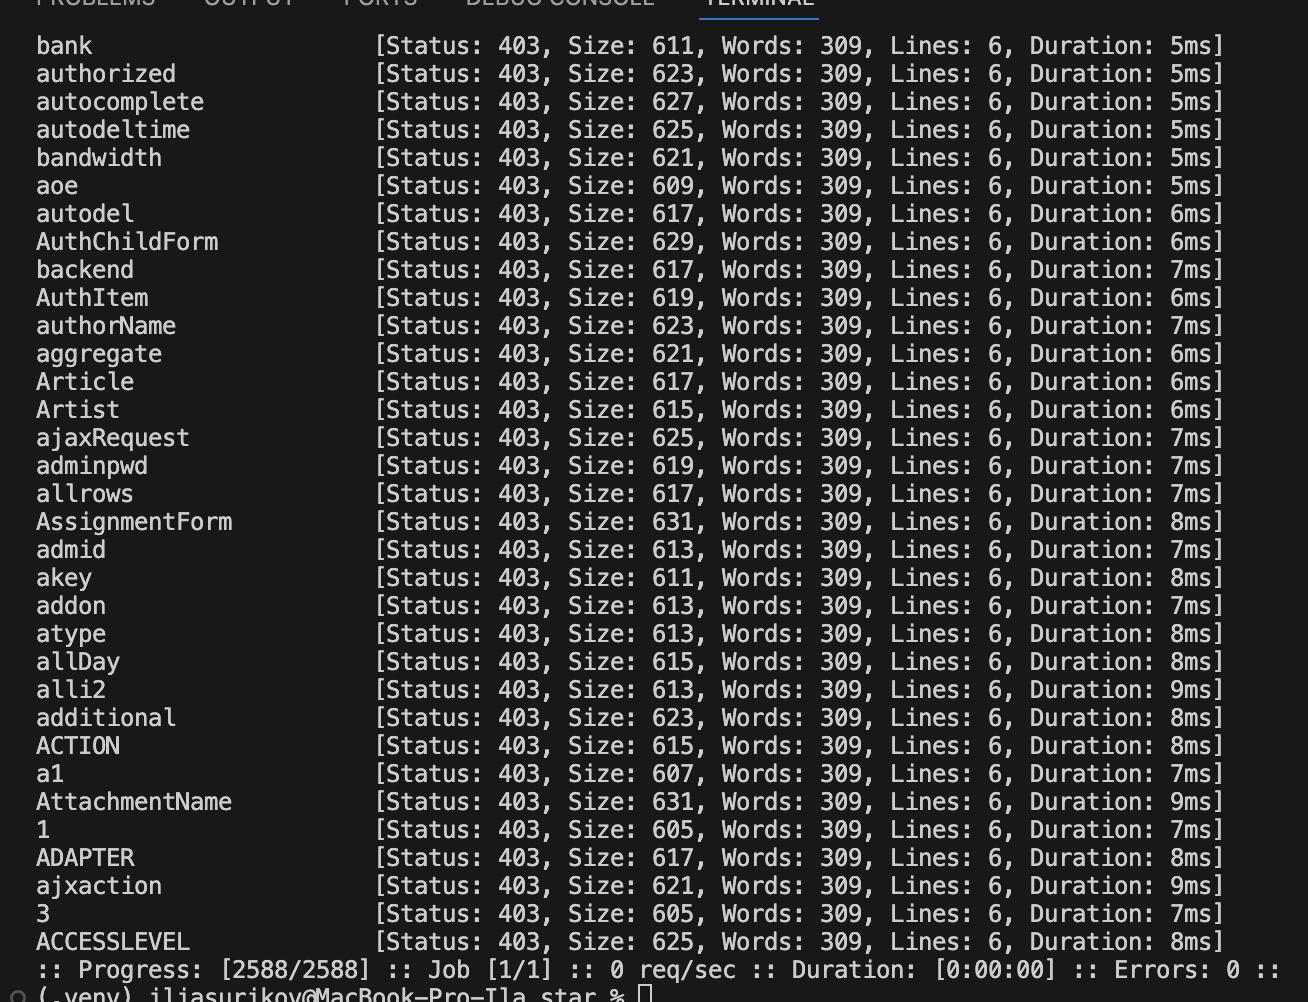 PROBLEMS OUTPUT PORTS DEBUG CONSOLE TERMINAL
bank [Status: 403, Size: 611, Words: 309, Lines: 6, Duration: 5ms]
authorized [Status: 403, Size: 623, Words: 309, Lines: 6, Duration: 5ms]
autocomplete [Status: 403, Size: 627, Words: 309, Lines: 6, Duration: 5ms]
autodeltime [Status: 403, Size: 625, Words: 309, Lines: 6, Duration: 5ms]
bandwidth [Status: 403, Size: 621, Words: 309, Lines: 6, Duration: 5ms]
aoe [Status: 403, Size: 609, Words: 309, Lines: 6, Duration: 5ms]
autodel [Status: 403, Size: 617, Words: 309, Lines: 6, Duration: 6ms]
AuthChildForm [Status: 403, Size: 629, Words: 309, Lines: 6, Duration: 6ms]
backend [Status: 403, Size: 617, Words: 309, Lines: 6, Duration: 7ms]
AuthItem [Status: 403, Size: 619, Words: 309, Lines: 6, Duration: 6ms]
authorName [Status: 403, Size: 623, Words: 309, Lines: 6, Duration: 7ms]
aggregate [Status: 403, Size: 621, Words: 309, Lines: 6, Duration: 6ms]
Article [Status: 403, Size: 617, Words: 309, Lines: 6, Duration: 6ms]
Artist [Status: 403, Size: 615, Words: 309, Lines: 6, Duration: 6ms]
ajaxRequest [Status: 403, Size: 625, Words: 309, Lines: 6, Duration: 7ms]
adminpwd [Status: 403, Size: 619, Words: 309, Lines: 6, Duration: 7ms]
allrows [Status: 403, Size: 617, Words: 309, Lines: 6, Duration: 7ms]
AssignmentForm [Status: 403, Size: 631, Words: 309, Lines: 6, Duration: 8ms]
admid [Status: 403, Size: 613, Words: 309, Lines: 6, Duration: 7ms]
akey [Status: 403, Size: 611, Words: 309, Lines: 6, Duration: 8ms]
addon [Status: 403, Size: 613, Words: 309, Lines: 6, Duration: 7ms]
atype [Status: 403, Size: 613, Words: 309, Lines: 6, Duration: 8ms]
allDay [Status: 403, Size: 615, Words: 309, Lines: 6, Duration: 8ms]
alli2 [Status: 403, Size: 613, Words: 309, Lines: 6, Duration: 9ms]
additional [Status: 403, Size: 623, Words: 309, Lines: 6, Duration: 8ms]
ACTION [Status: 403, Size: 615, Words: 309, Lines: 6, Duration: 8ms]
a1 [Status: 403, Size: 607, Words: 309, Lines: 6, Duration: 7ms]
AttachmentName [Status: 403, Size: 631, Words: 309, Lines: 6, Duration: 9ms]
1 [Status: 403, Size: 605, Words: 309, Lines: 6, Duration: 7ms]
ADAPTER [Status: 403, Size: 617, Words: 309, Lines: 6, Duration: 8ms]
ajxaction [Status: 403, Size: 621, Words: 309, Lines: 6, Duration: 9ms]
3 [Status: 403, Size: 605, Words: 309, Lines: 6, Duration: 7ms]
ACCESSLEVEL [Status: 403, Size: 625, Words: 309, Lines: 6, Duration: 8ms]
:: Progress: [2588/2588] :: Job [1/1] :: 0 req/sec :: Duration: [0:00:00] :: Errors: 0 ::
(.venv) iliasurikov@MacBook-Pro-Ila star %